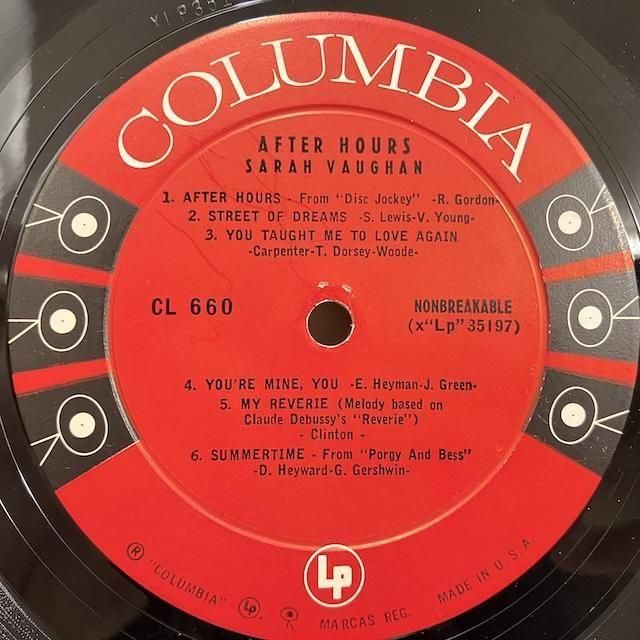 COLUMBIA
AFTER HOURS
SARAH VAUGHAN
1. AFTER HOURS - From "Disc Jockey" -R. Gordon-
2. STREET OF DREAMS -S. Lewis-V. Young-
3. YOU TAUGHT ME TO LOVE AGAIN
-Carpenter-T. Dorsey-Woode-
CL 660
NONBREAKABLE
(x"Lp" 35197)
4. YOU'RE MINE, YOU -E. Heyman-J. Green-
5. MY REVERIE (Melody based on
Claude Debussy's "Reverie")
- Clinton -
6. SUMMERTIME - From "Porgy And Bess"
-D. Heyward-G. Gershwin-
Lp
® "COLUMBIA" Lp. MARCAS REG. MADE IN U. S. A.